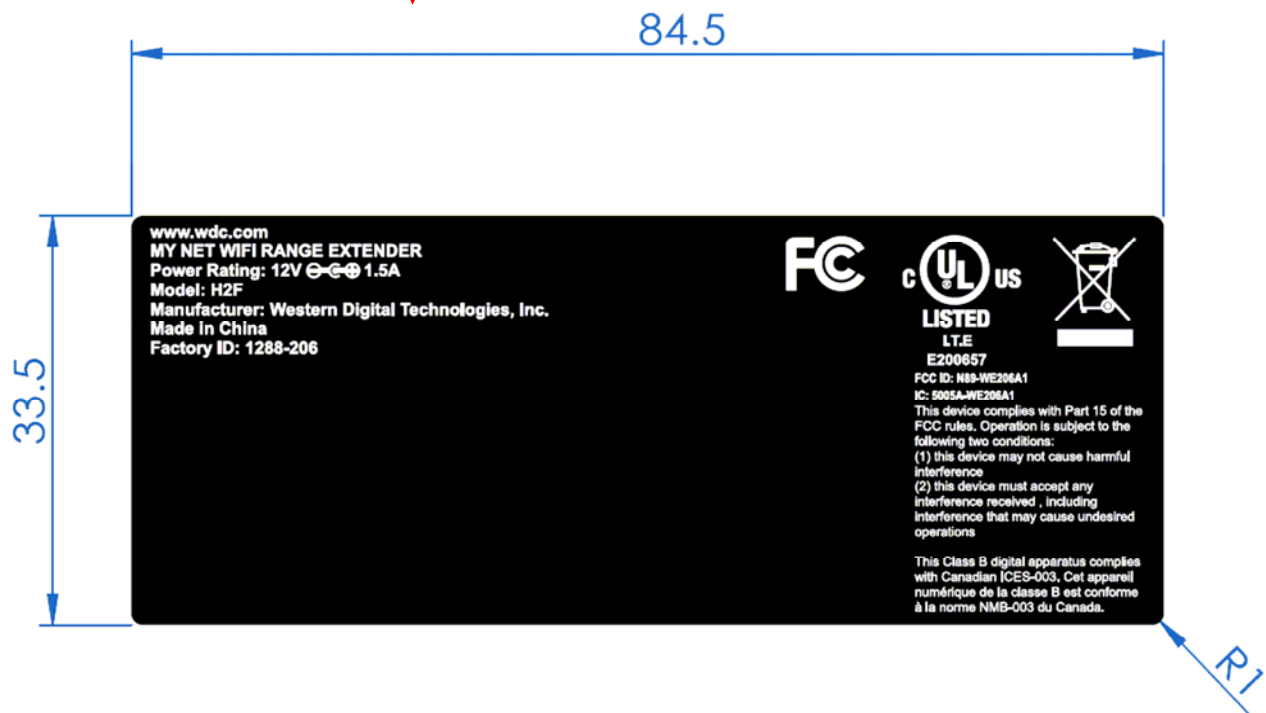 84.5
33.5
www.wdc.com
MY NET WIFI RANGE EXTENDER
Power Rating: 12V 1.5A
Model: H2F
Manufacturer: Western Digital Technologies, Inc.
Made in China
Factory ID: 1288-206
FC
C UL US
®
LISTED
I.T.E
E200657
FCC ID: N89-WE206A1
IC: 5005A-WE206A1
This device complies with Part 15 of the
FCC rules. Operation is subject to the
following two conditions:
(1) this device may not cause harmful
interference
(2) this device must accept any
interference received , including
interference that may cause undesired
operations
This Class B digital apparatus complies
with Canadian ICES-003, Cet appareil
numérique de la classe B est conforme
à la norme NMB-003 du Canada.
R1